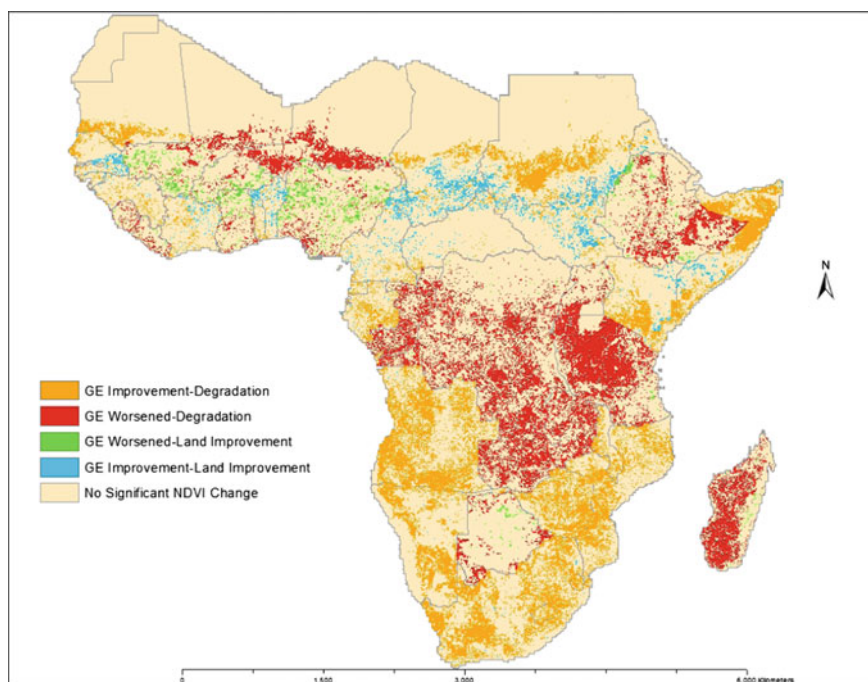 N
GE Improvement-Degradation
GE Worsened-Degradation
GE Worsened-Land Improvement
GE Improvement-Land Improvement
No Significant NDVI Change
0 1,500 3,000 6,000 Kilometers